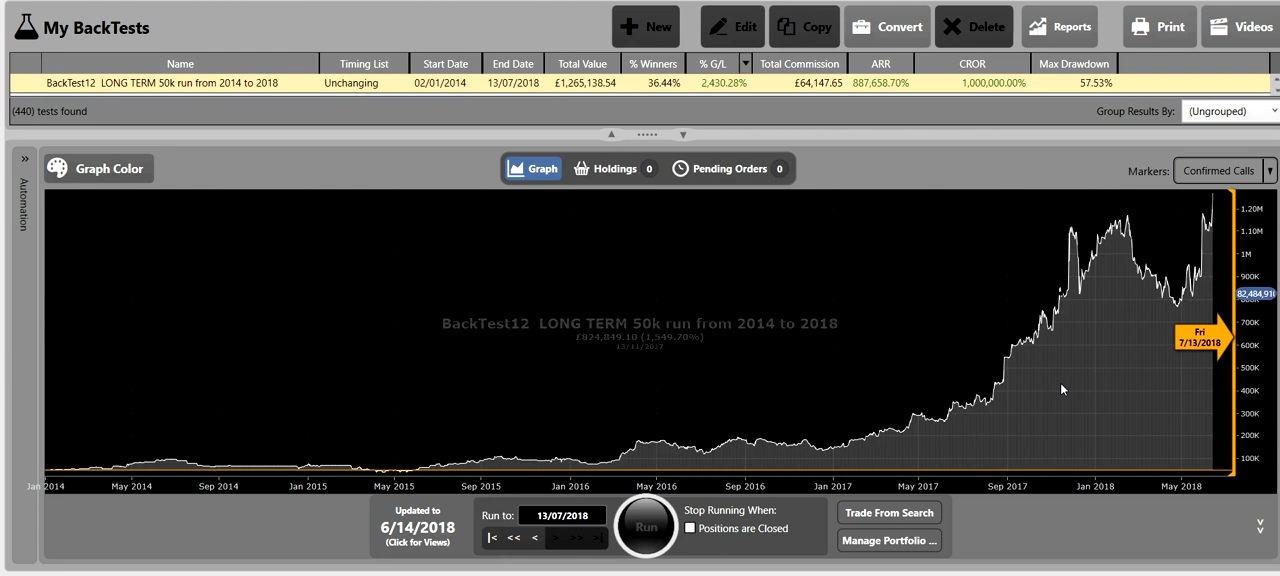 My BackTests
New Edit Copy Convert Delete Reports Print Videos
Name Timing List Start Date End Date Total Value % Winners % G/L Total Commission ARR CROR Max Drawdown
BackTest12 LONG TERM 50k run from 2014 to 2018 Unchanging 02/01/2014 13/07/2018 £1,265,138.54 36.44% 2,430.28% £64,147.65 887,658.70% 1,000,000.00% 57.53%
(440) tests found
Group Results By: (Ungrouped)
Automation
Graph Color
Graph Holdings 0 Pending Orders 0
Markers: Confirmed Calls
1.20M
1.10M
1M
900K
82,484,910
800K
700K
600K
500K
400K
300K
200K
100K
BackTest12 LONG TERM 50k run from 2014 to 2018
£824,849.10 (1,549.70%)
13/11/2017
Fri
7/13/2018
Jan 2014 May 2014 Sep 2014 Jan 2015 May 2015 Sep 2015 Jan 2016 May 2016 Sep 2016 Jan 2017 May 2017 Sep 2017 Jan 2018 May 2018
Updated to
6/14/2018
(Click for Views)
Run to: 13/07/2018
|< << < > >> >|
Run
Stop Running When:
Positions are Closed
Trade From Search
Manage Portfolio ...